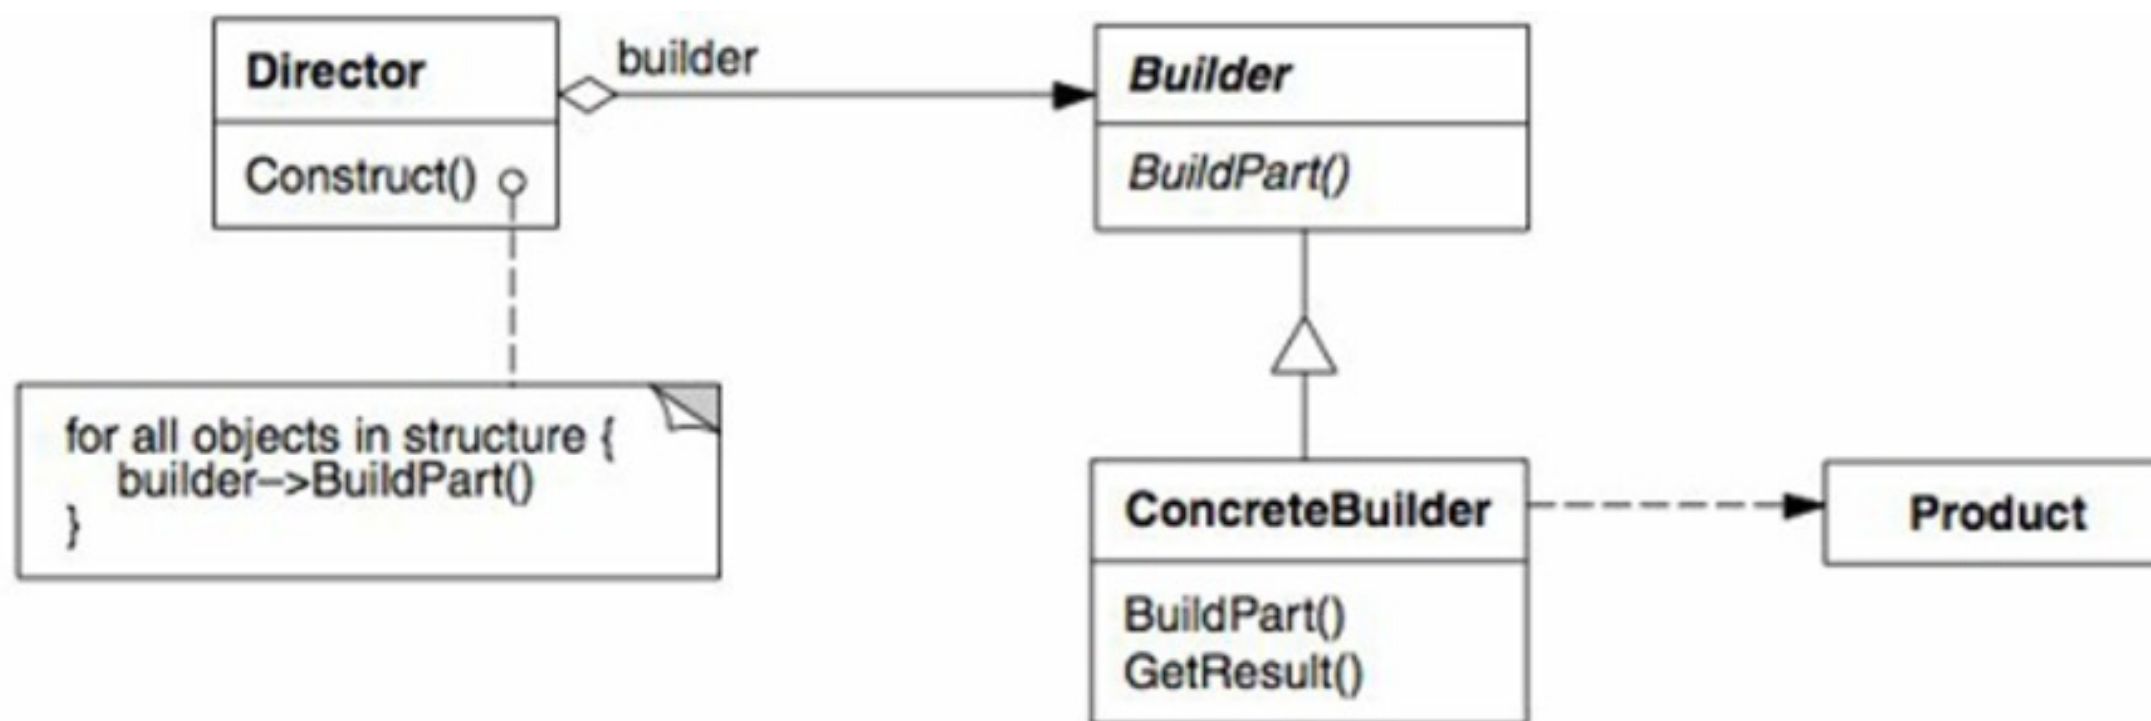 Director
builder
Builder
Construct()
BuildPart()
for all objects in structure {
builder–>BuildPart()
}
ConcreteBuilder
Product
BuildPart()
GetResult()